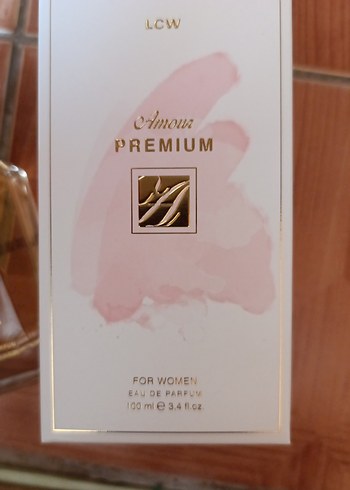 LCW
Amour
PREMIUM
FOR WOMEN
EAU DE PARFUM
100 ml e 3.4 fl.oz.